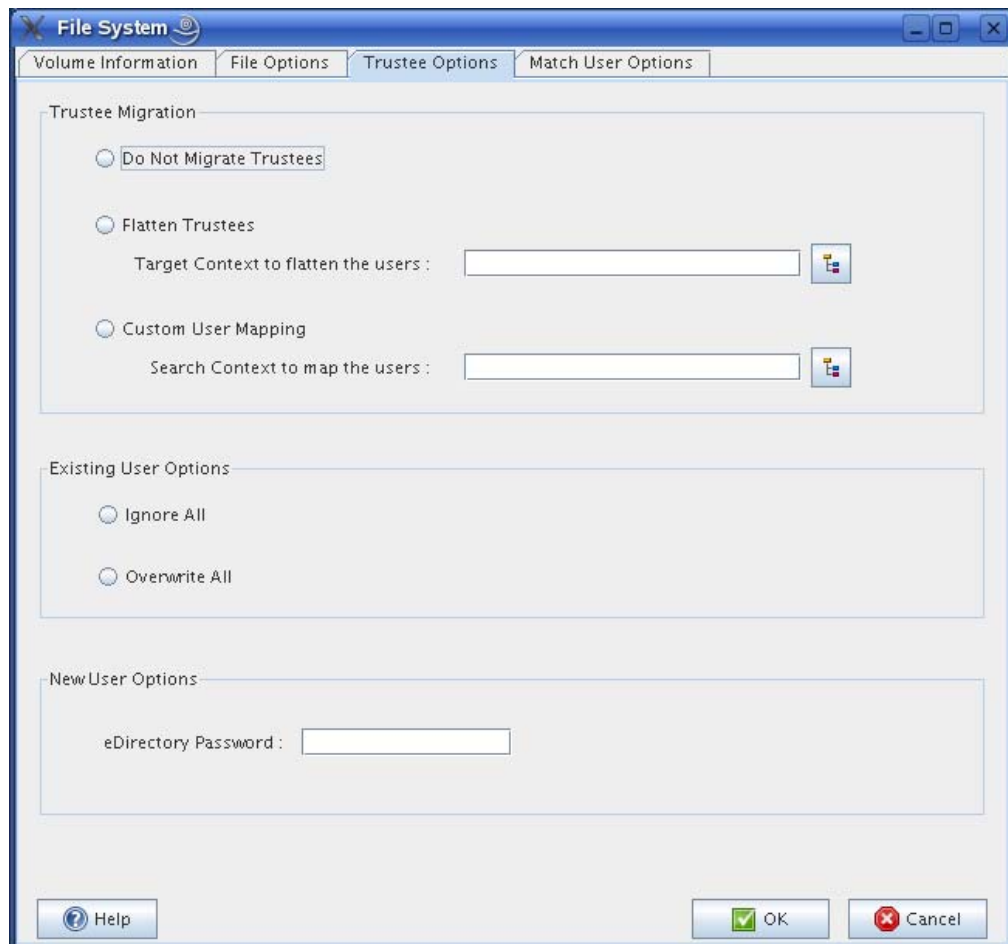 File System
Volume Information File Options Trustee Options Match User Options
Trustee Migration
Do Not Migrate Trustees
Flatten Trustees
Target Context to flatten the users :
Custom User Mapping
Search Context to map the users :
Existing User Options
Ignore All
Overwrite All
New User Options
eDirectory Password :
Help OK Cancel